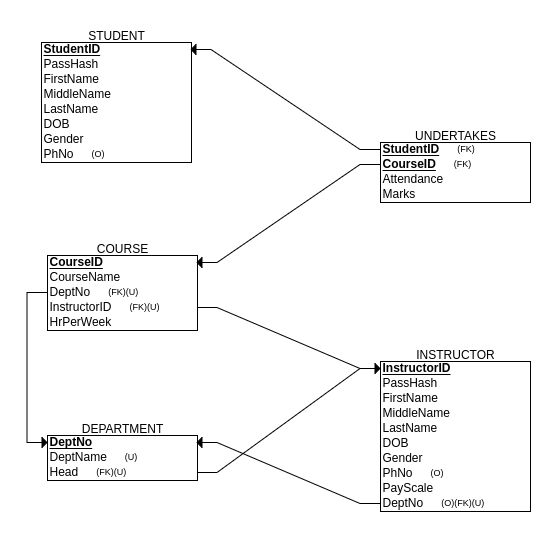 STUDENT
StudentID
PassHash
FirstName
MiddleName
LastName
DOB
Gender
PhNo (O)
UNDERTAKES
StudentID (FK)
CourseID (FK)
Attendance
Marks
COURSE
CourseID
CourseName
DeptNo (FK)(U)
InstructorID (FK)(U)
HrPerWeek
INSTRUCTOR
InstructorID
PassHash
FirstName
MiddleName
LastName
DOB
Gender
PhNo (O)
PayScale
DeptNo (O)(FK)(U)
DEPARTMENT
DeptNo
DeptName (U)
Head (FK)(U)